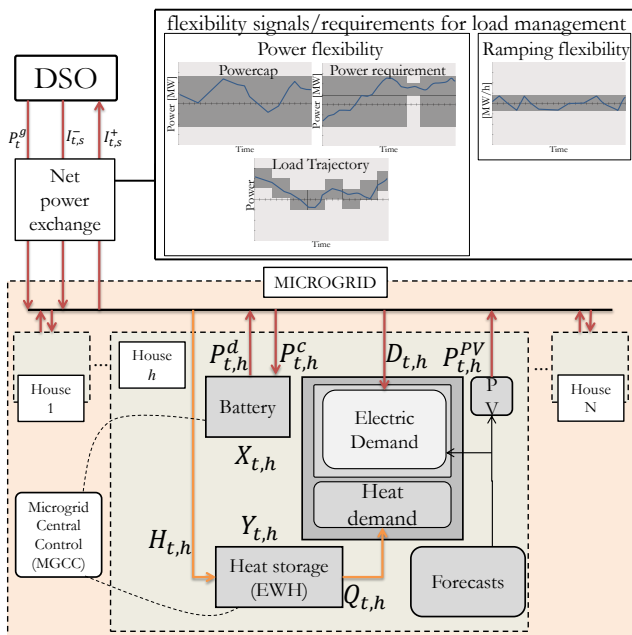 flexibility signals/requirements for load management
Power flexibility
Ramping flexibility
Powercap
Power requirement
Power [MW]
Power
[MW/h]
Time
Time
Time
Load Trajectory
Power
Time
DSO
P_t^g
I_{t,s}^-
I_{t,s}^+
Net
power
exchange
MICROGRID
House
1
......
House
h
P_{t,h}^d
P_{t,h}^c
D_{t,h}
P_{t,h}^{PV}
......
House
N
Battery
X_{t,h}
Electric
Demand
P
V
Heat
demand
Microgrid
Central
Control
(MGCC)
H_{t,h}
Y_{t,h}
Heat storage
(EWH)
Q_{t,h}
Forecasts